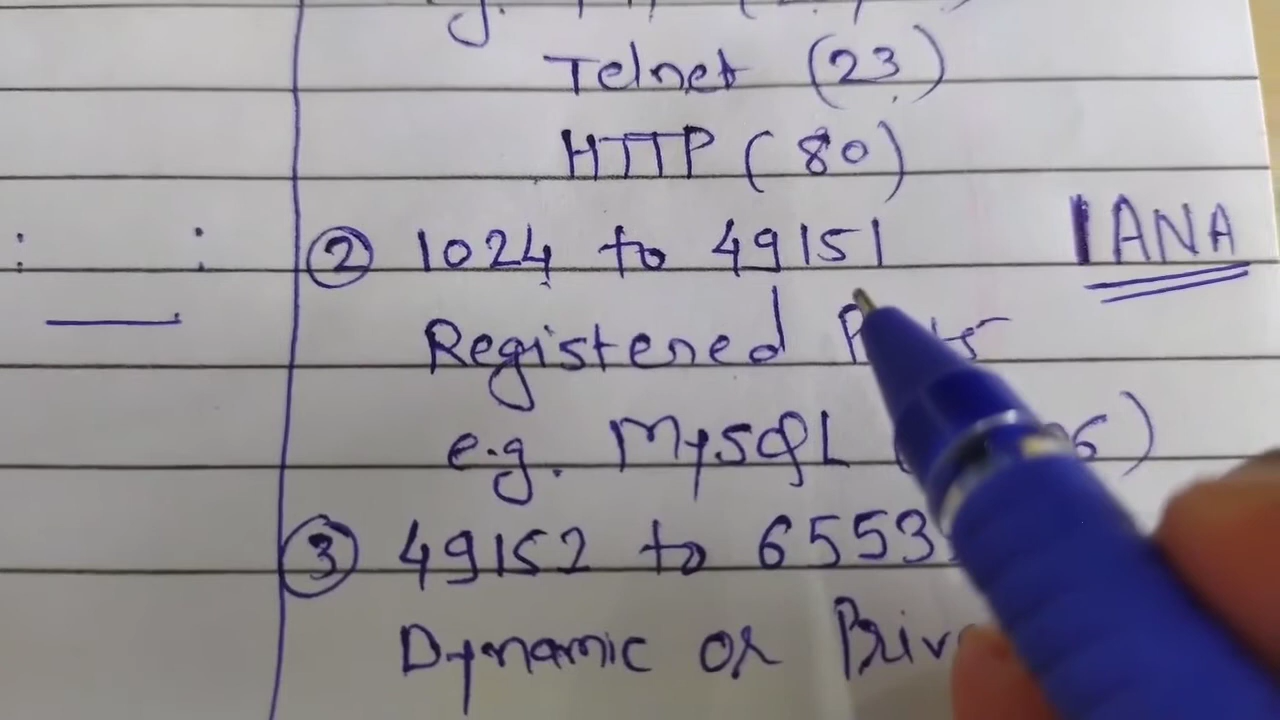 Telnet (23)
HTTP (80)
② 1024 to 49151 IANA
Registered
e.g. MySQL
③ 49152 to 6553
Dynamic or